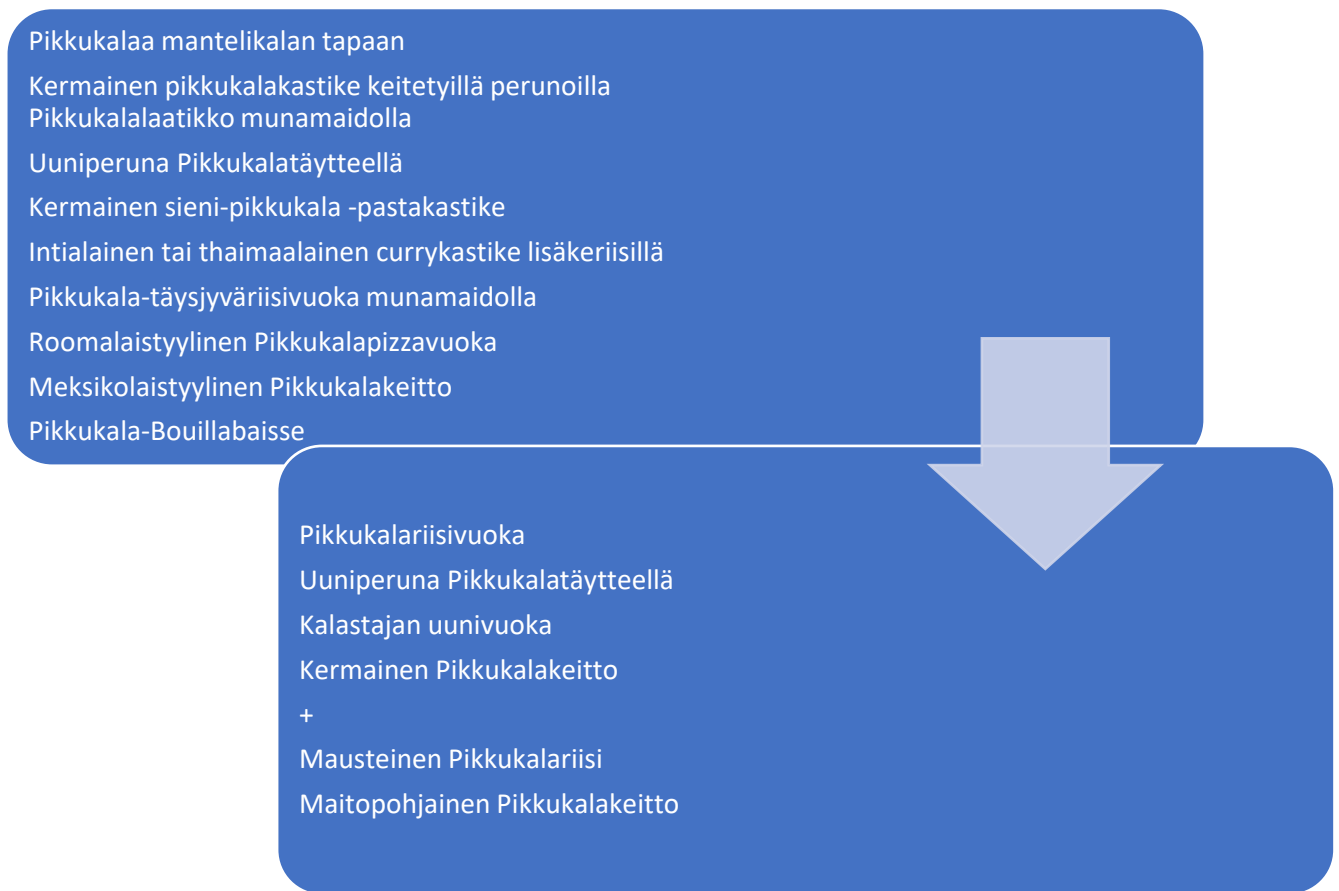 Pikkukalaa mantelikalan tapaan
Kermainen pikkukalakastike keitetyillä perunoilla
Pikkukalalaatikko munamaidolla
Uuniperuna Pikkukalatäytteellä
Kermainen sieni-pikkukala -pastakastike
Intialainen tai thaimaalainen currykastike lisäkeriisillä
Pikkukala-täysjyväriisivuoka munamaidolla
Roomalaistyylinen Pikkukalapizzavuoka
Meksikolaistyylinen Pikkukalakeitto
Pikkukala-Bouillabaisse
Pikkukalariisivuoka
Uuniperuna Pikkukalatäytteellä
Kalastajan uunivuoka
Kermainen Pikkukalakeitto
+
Mausteinen Pikkukalariisi
Maitopohjainen Pikkukalakeitto